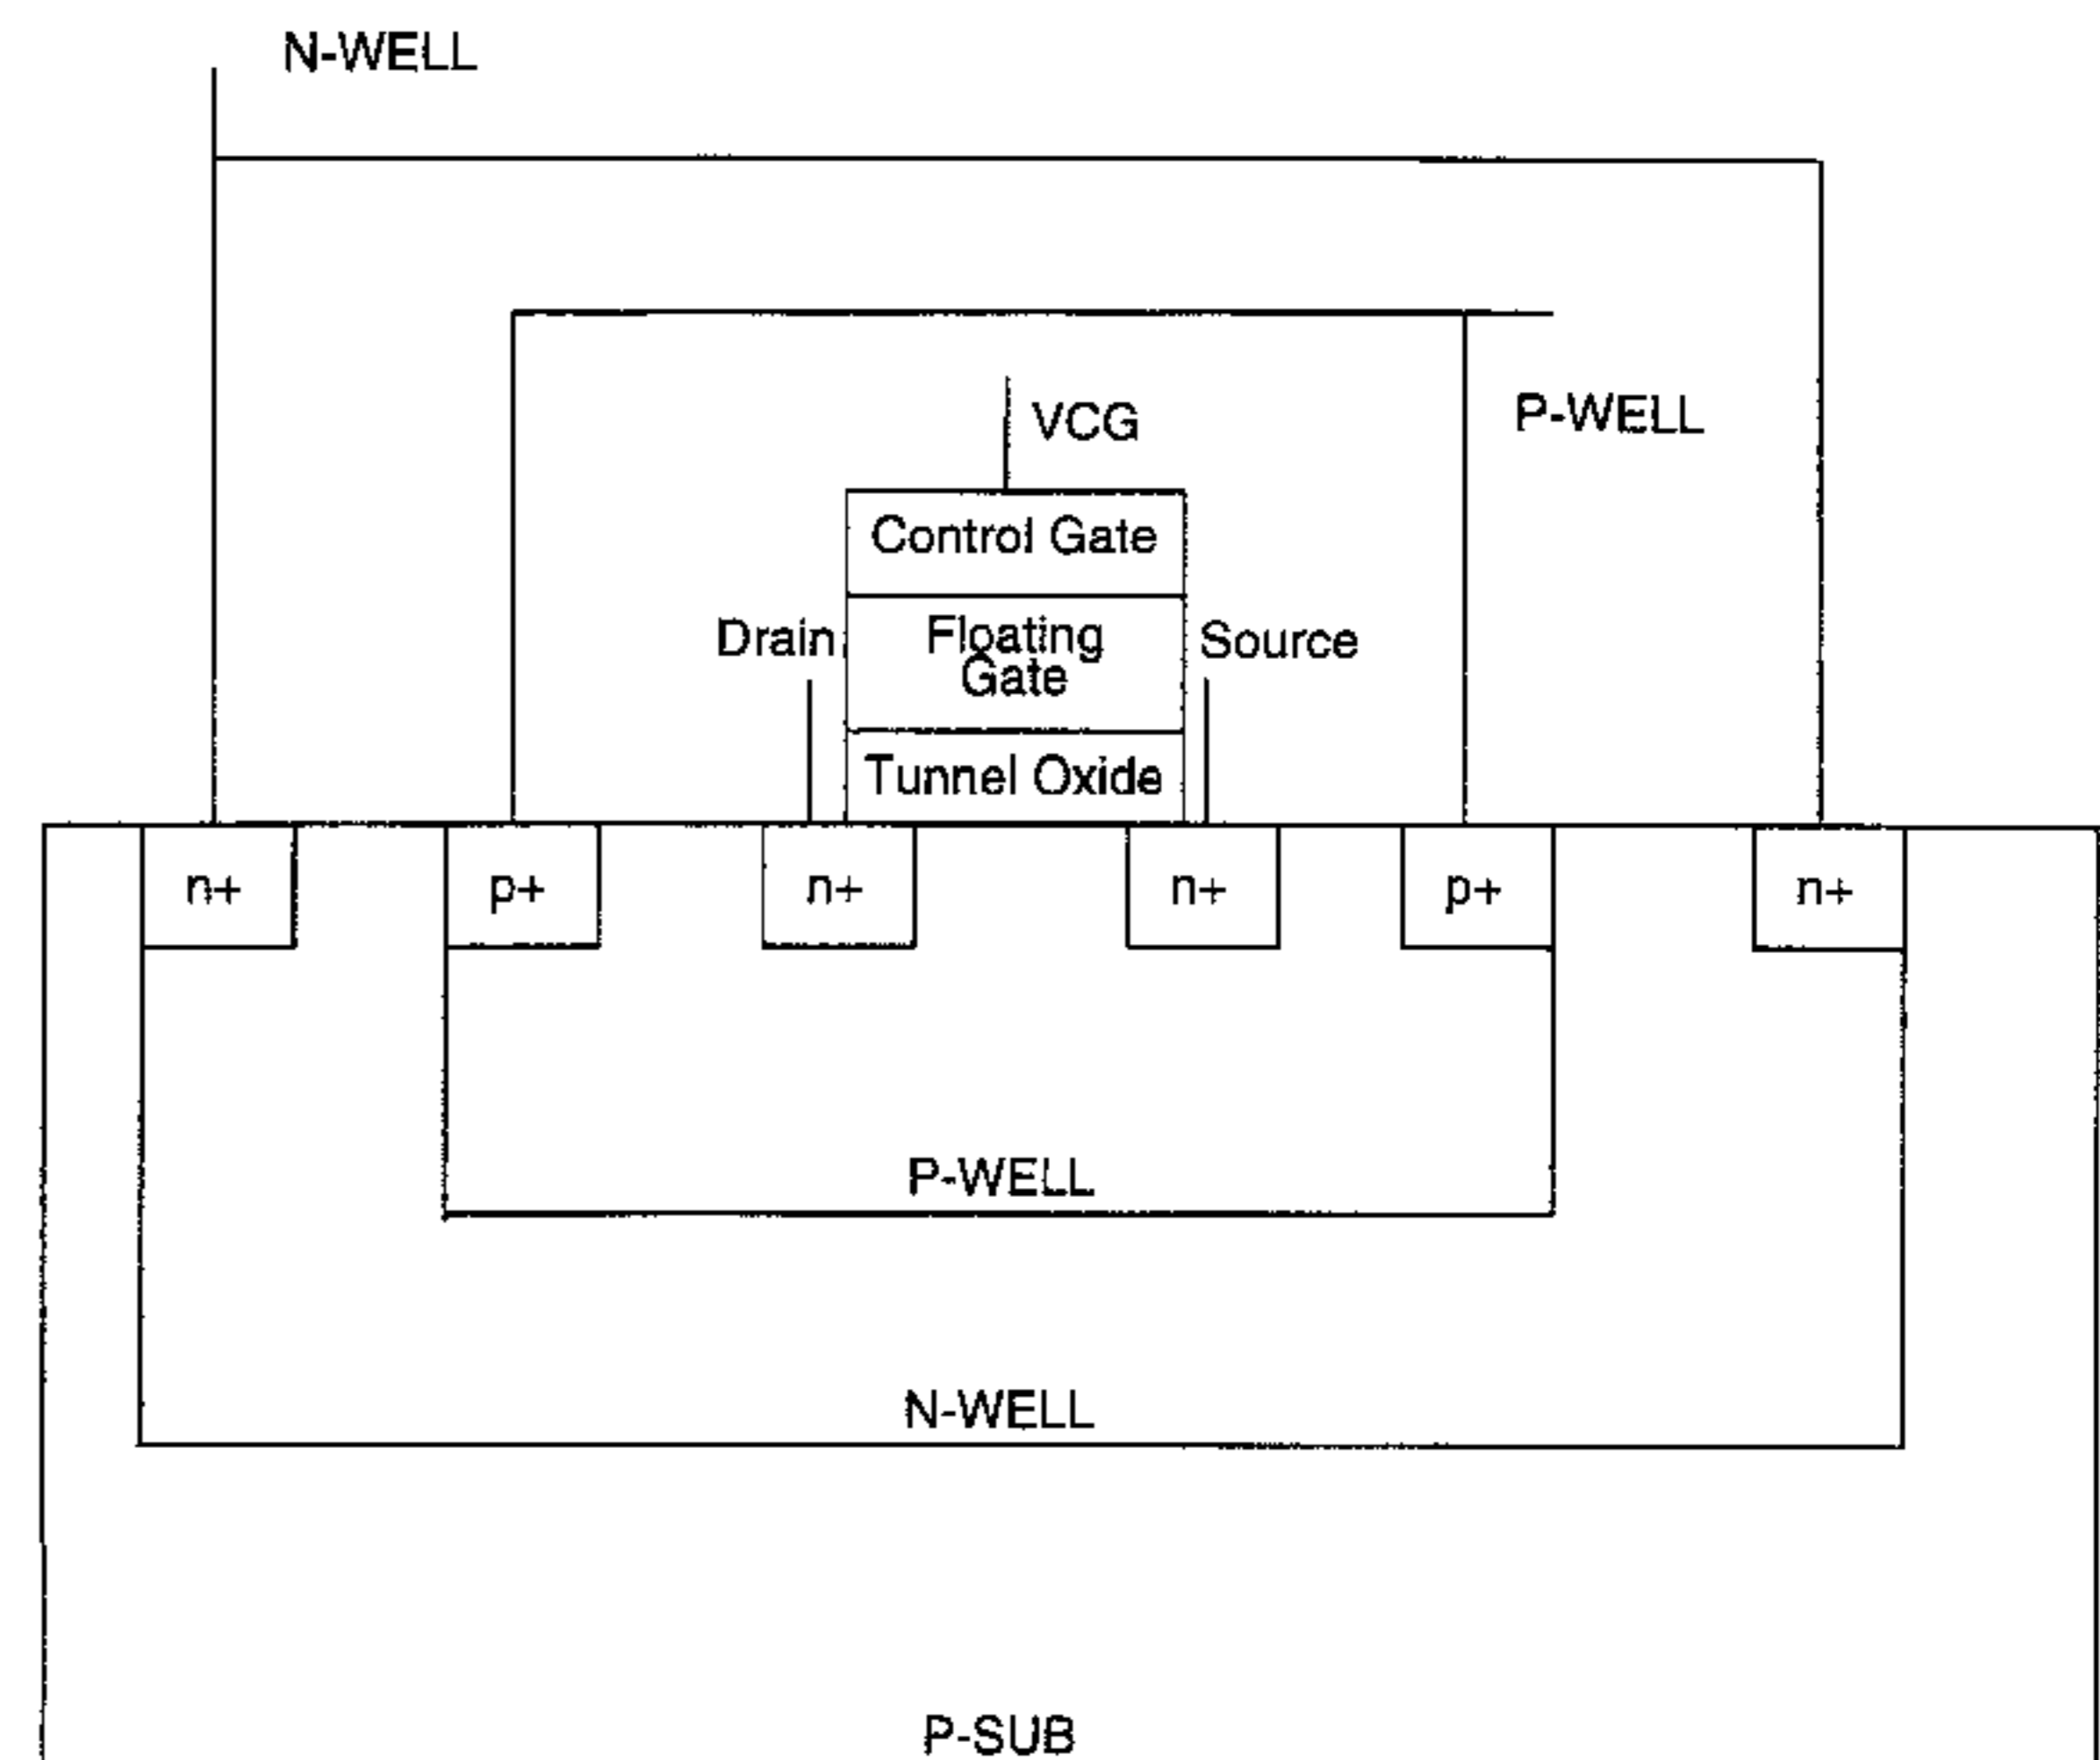 N-WELL
VCG
P-WELL
Control Gate
Drain
Floating
Gate
Source
Tunnel Oxide
n+
p+
n+
n+
p+
n+
P-WELL
N-WELL
P-SUB